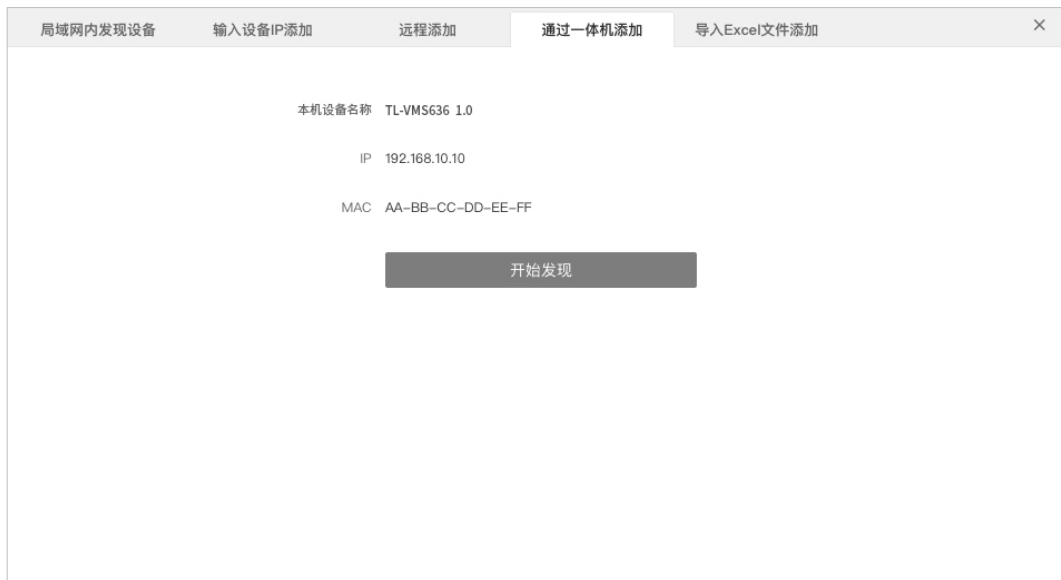 局域网内发现设备 输入设备IP添加 远程添加 通过一体机添加 导入Excel文件添加 ×
本机设备名称 TL-VMS636 1.0
IP 192.168.10.10
MAC AA-BB-CC-DD-EE-FF
开始发现